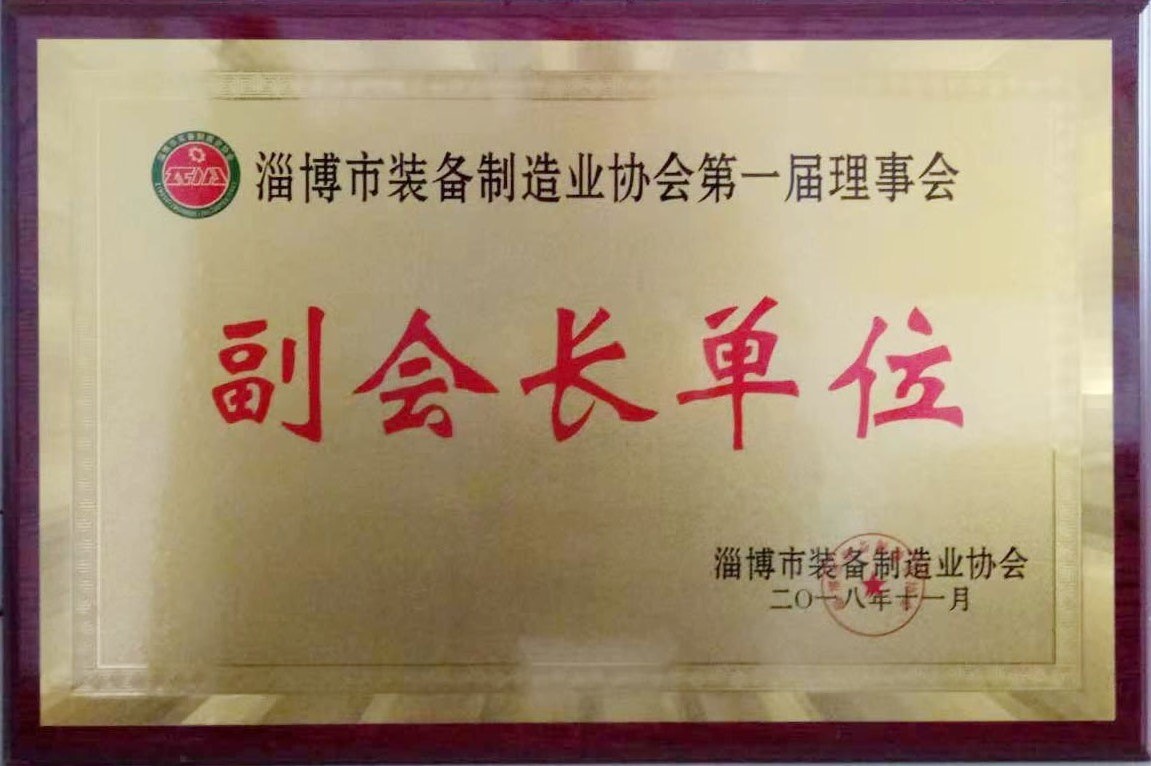 淄博市装备制造业协会第一届理事会
副会长单位
淄博市装备制造业协会
二〇一八年十一月